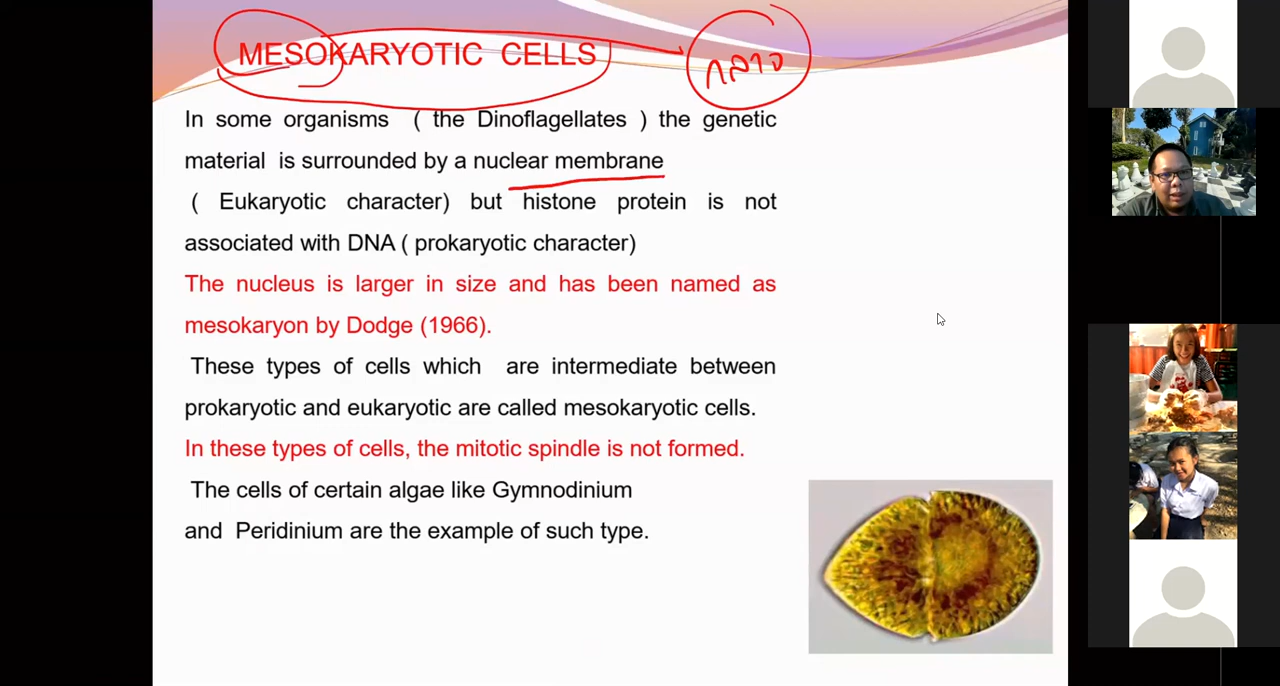 MESOKARYOTIC CELLS
กลาง
In some organisms ( the Dinoflagellates ) the genetic
material is surrounded by a nuclear membrane
( Eukaryotic character) but histone protein is not
associated with DNA ( prokaryotic character)
The nucleus is larger in size and has been named as
mesokaryon by Dodge (1966).
These types of cells which are intermediate between
prokaryotic and eukaryotic are called mesokaryotic cells.
In these types of cells, the mitotic spindle is not formed.
The cells of certain algae like Gymnodinium
and Peridinium are the example of such type.